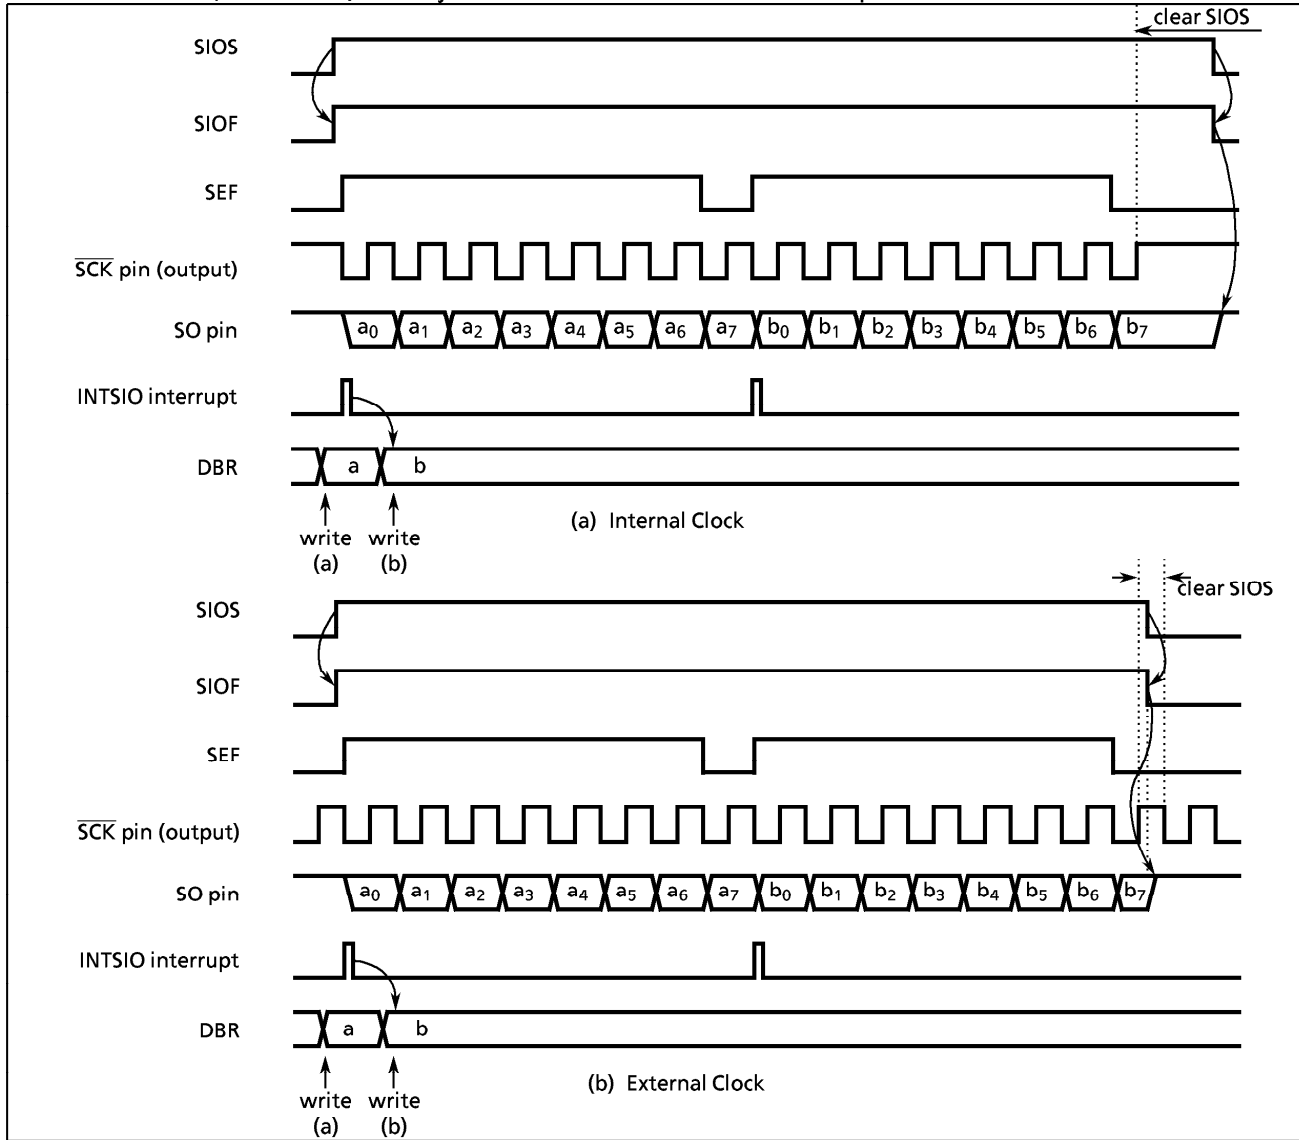 clear SIOS
SIOS
SIOF
SEF
SCK pin (output)
SO pin a0 a1 a2 a3 a4 a5 a6 a7 b0 b1 b2 b3 b4 b5 b6 b7
INTSIO interrupt
DBR a b
(a) Internal Clock
write write
(a) (b)
clear SIOS
SIOS
SIOF
SEF
SCK pin (output)
SO pin a0 a1 a2 a3 a4 a5 a6 a7 b0 b1 b2 b3 b4 b5 b6 b7
INTSIO interrupt
DBR a b
(b) External Clock
write write
(a) (b)